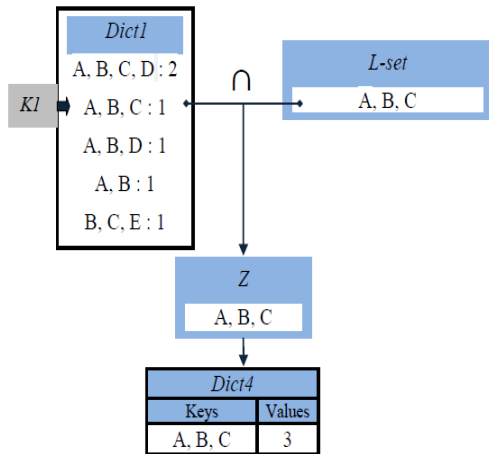 Dict1
A, B, C, D : 2
K1
A, B, C : 1
A, B, D : 1
A, B : 1
B, C, E : 1
∩
L-set
A, B, C
Z
A, B, C
Dict4
Keys Values
A, B, C 3